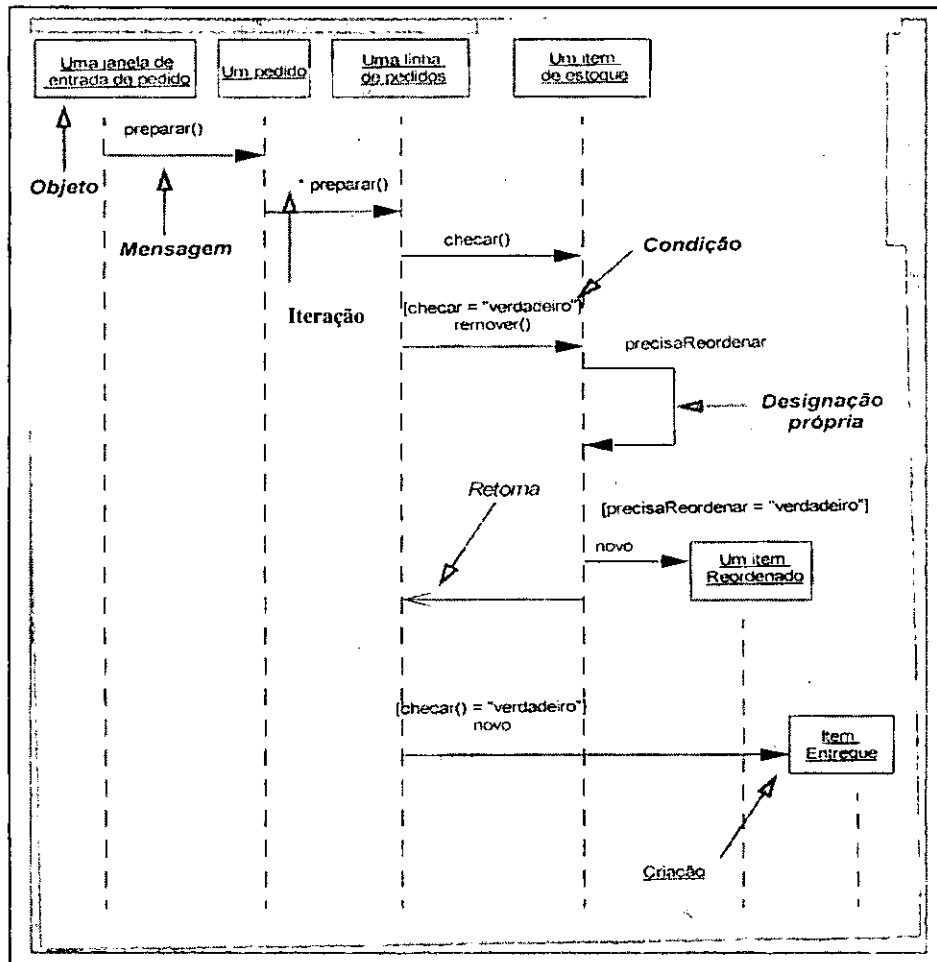 Uma janela de
entrada de pedido
Um pedido
Uma linha
de pedidos
Um item
de estoque
preparar()
Objeto
* preparar()
Mensagem
checar()
Condição
Iteração
[checar = "verdadeiro"]
remover()
precisaReordenar
Designação
própria
Retorna
[precisaReordenar = "verdadeiro"]
novo
Um item
Reordenado
[checar() = "verdadeiro"]
novo
Item
Entregue
Criação